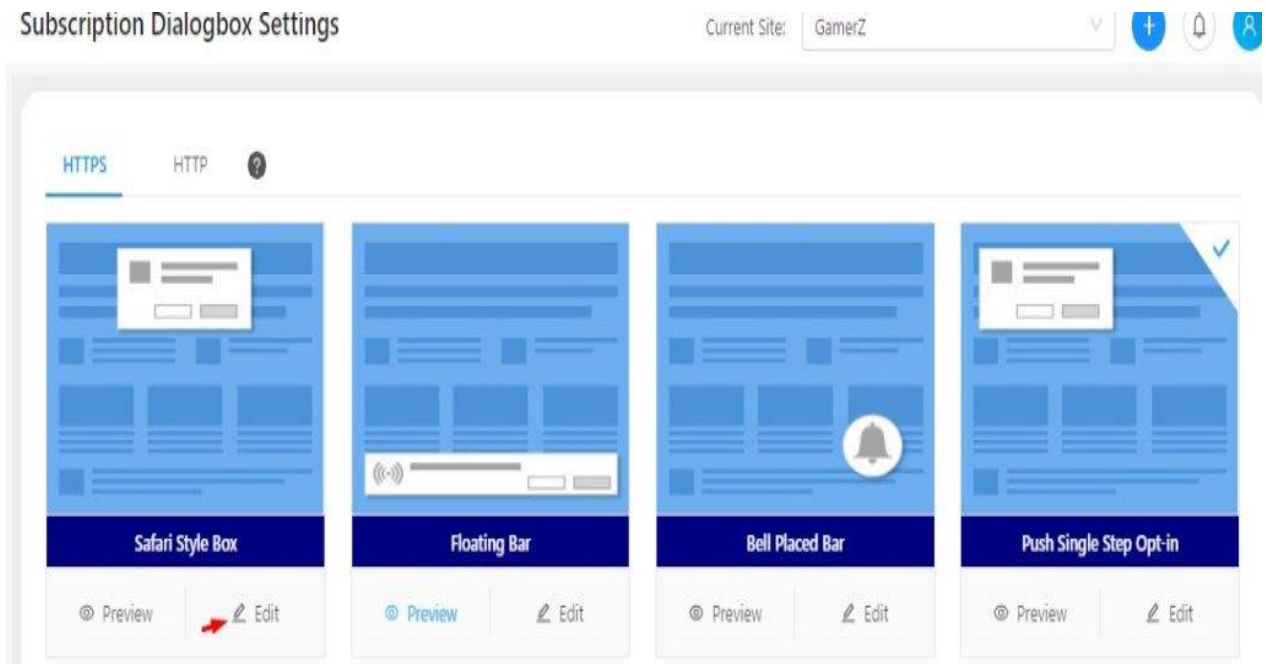 Subscription Dialogbox Settings
Current Site: GamerZ
HTTPS HTTP ?
Safari Style Box Floating Bar Bell Placed Bar Push Single Step Opt-in
Preview Edit Preview Edit Preview Edit Preview Edit